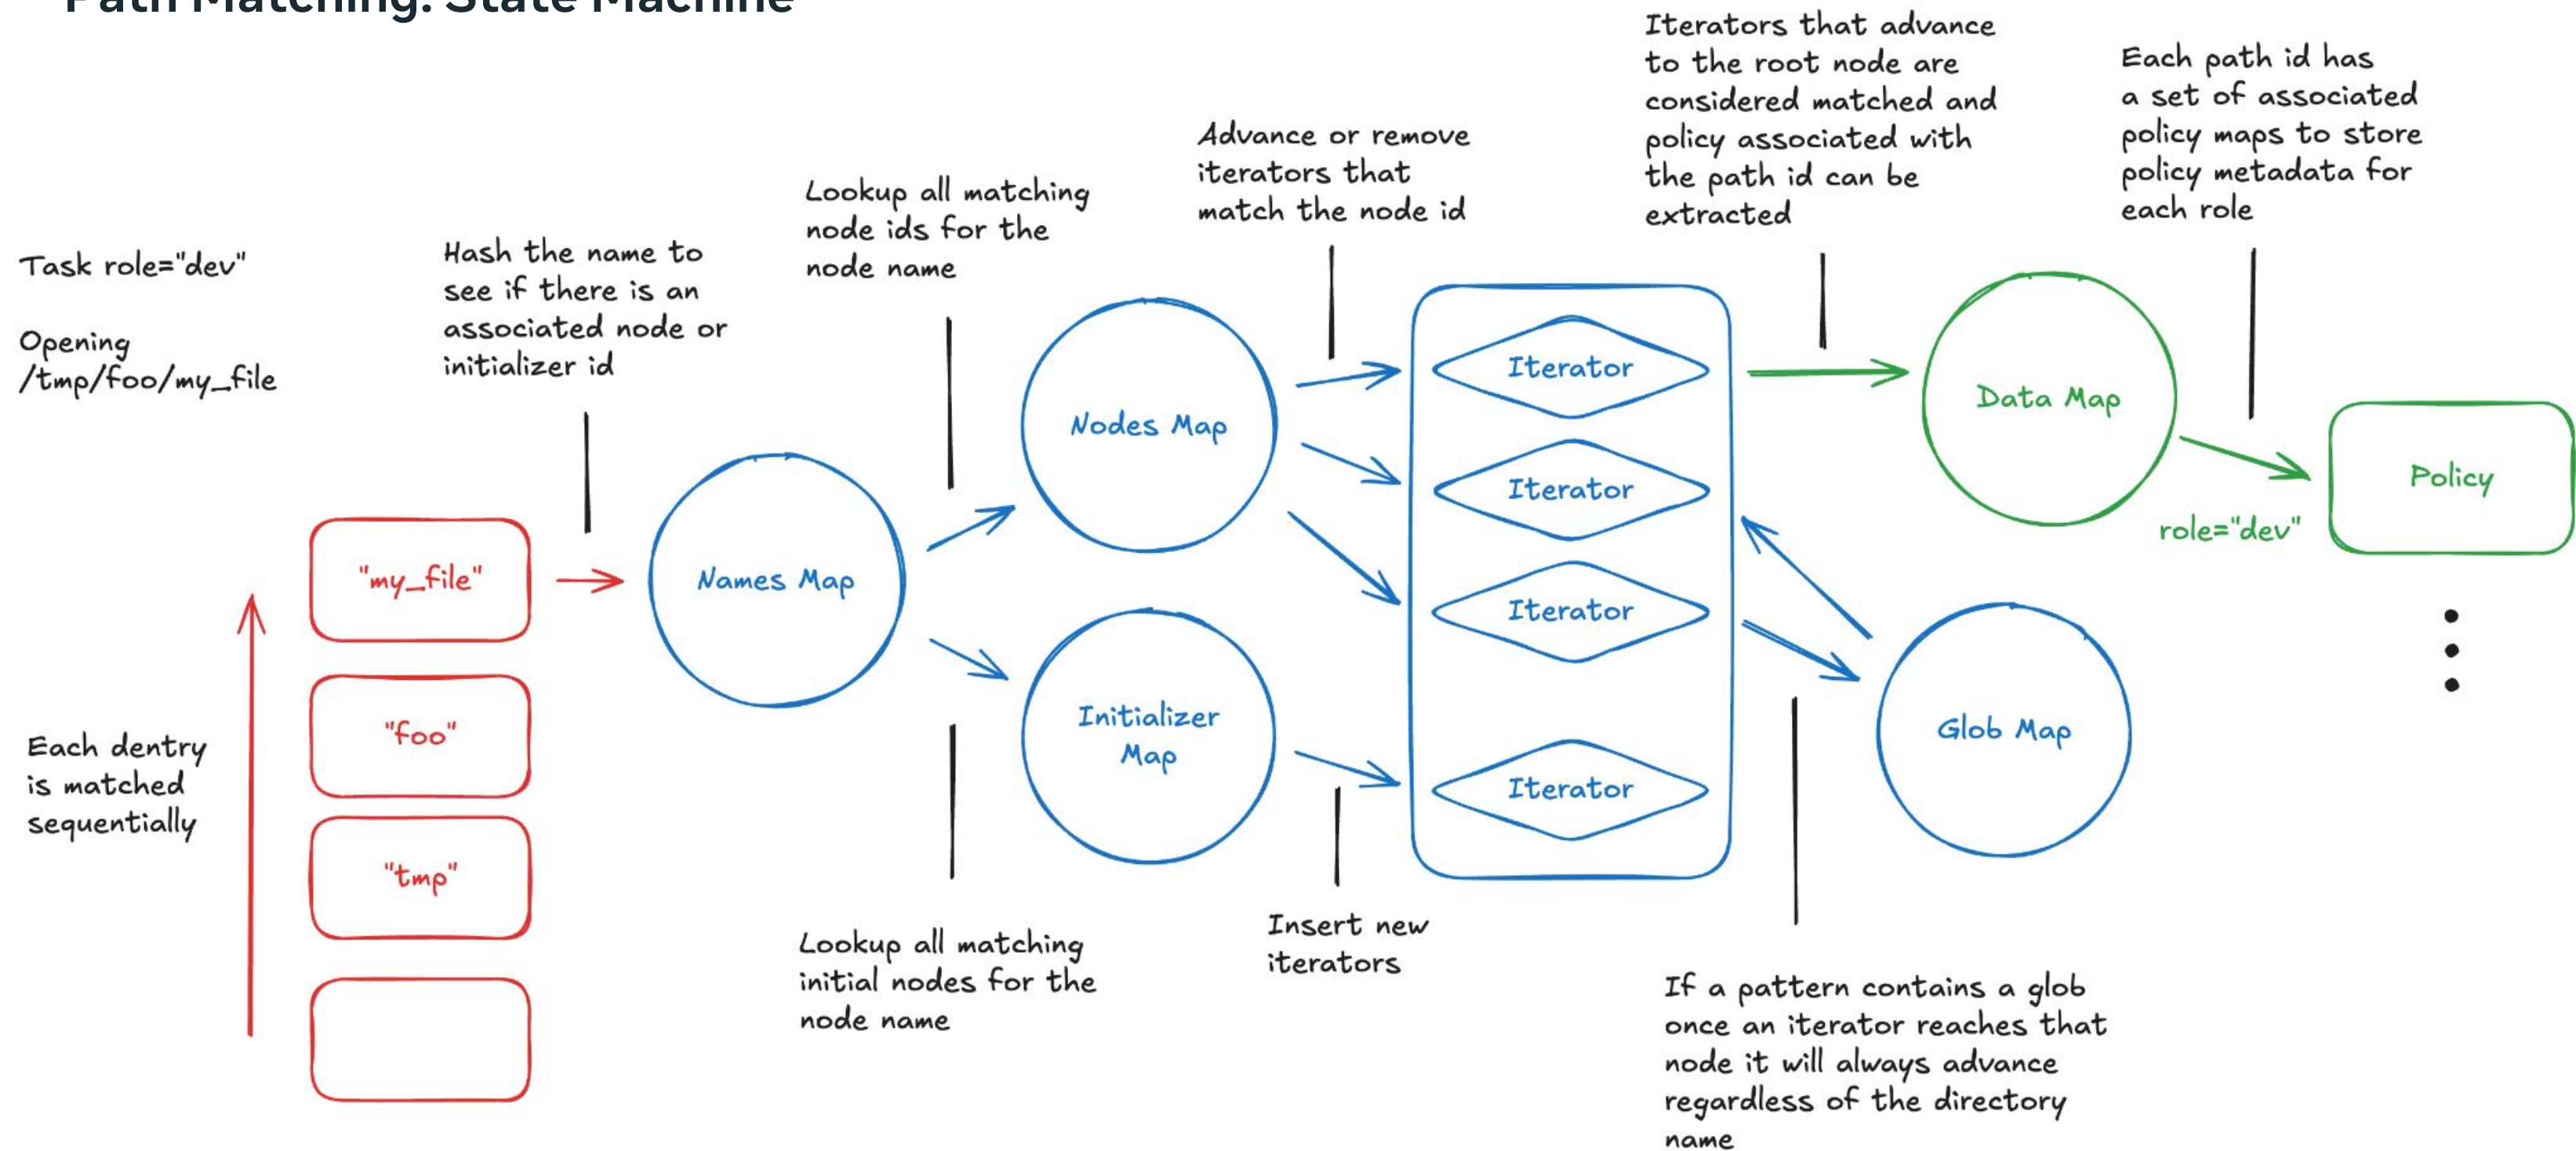 Path Matching: State Machine
Task role="dev"
Opening
/tmp/foo/my_file
Each dentry
is matched
sequentially
"my_file"
"foo"
"tmp"
Hash the name to
see if there is an
associated node or
initializer id
Names Map
Lookup all matching
node ids for the
node name
Nodes Map
Lookup all matching
initial nodes for the
node name
Initializer
Map
Advance or remove
iterators that
match the node id
Insert new
iterators
Iterator
Iterator
Iterator
Iterator
Iterators that advance
to the root node are
considered matched and
policy associated with
the path id can be
extracted
Data Map
Glob Map
If a pattern contains a glob
once an iterator reaches that
node it will always advance
regardless of the directory
name
Each path id has
a set of associated
policy maps to store
policy metadata for
each role
role="dev"
Policy